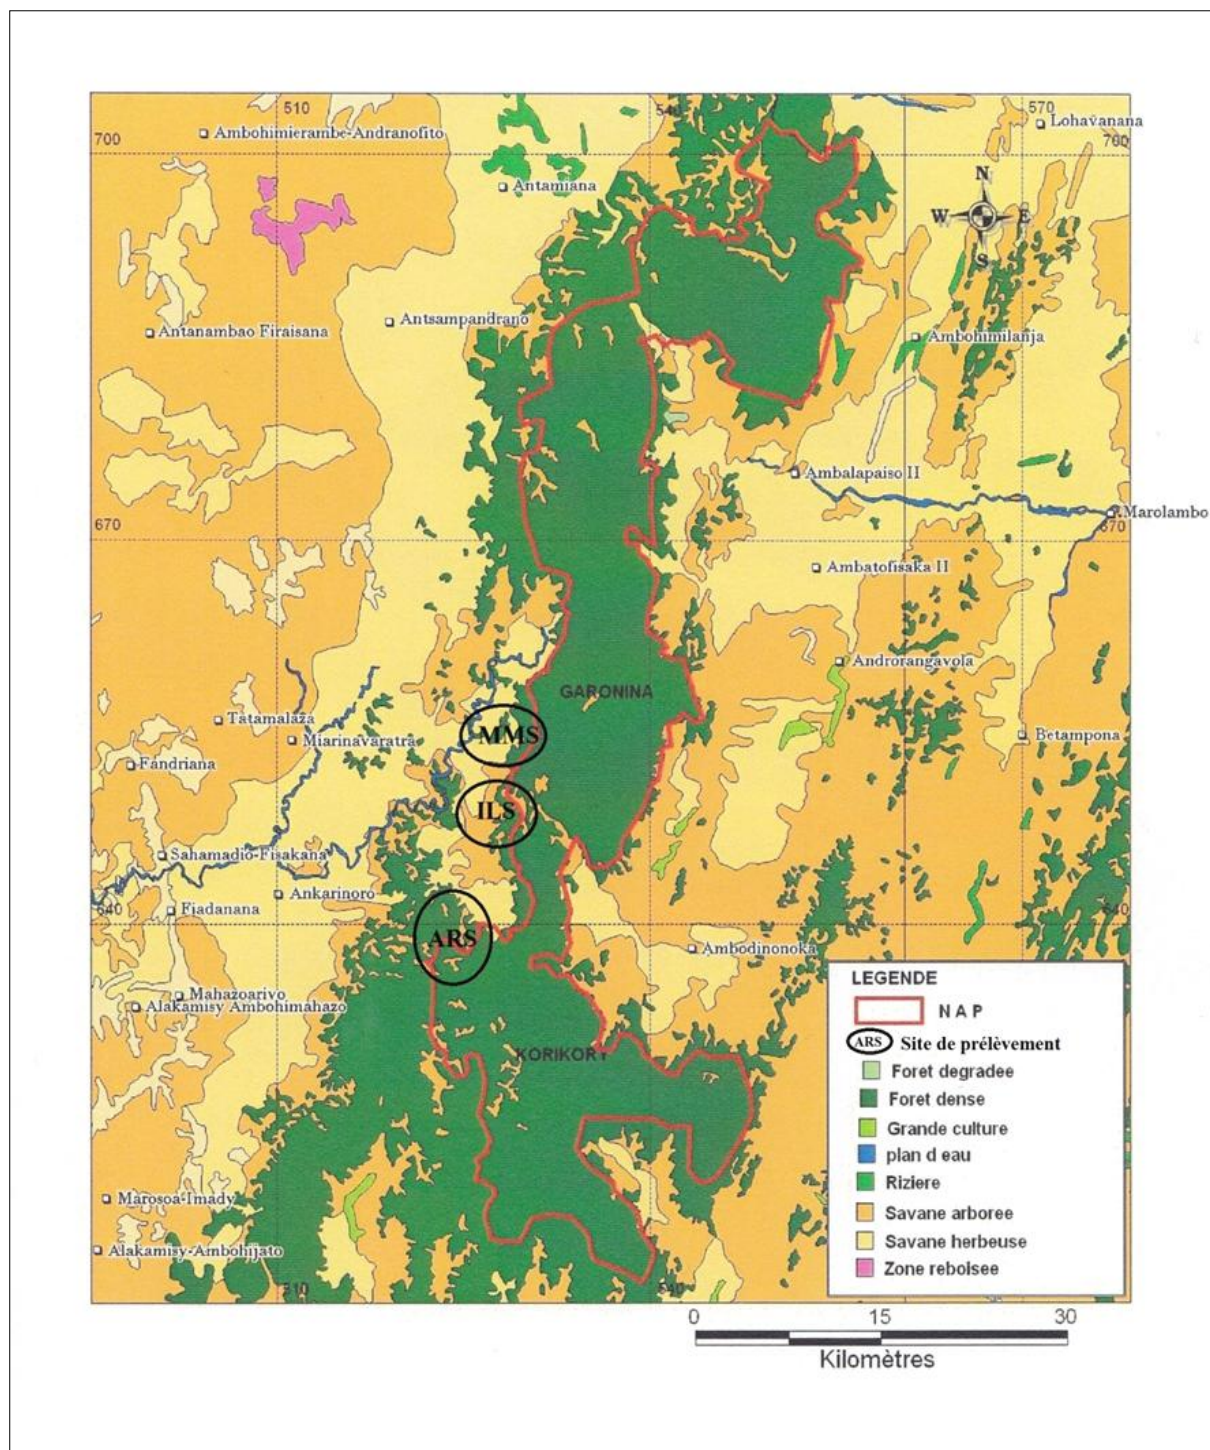 510
540
570
Ambohimierambe-Andranofito
Lohavanana
700
700
N
Antamiana
W
E
S
Antsampandrano
Antanambao Firaisana
Ambohimilanja
Ambalapaiso II
Marolambo
670
670
Ambatofisaka II
Androrangavola
GARONINA
Tatamalaza
MMS
Miarinavaratra
Betampona
Fandriana
ILS
Sahamadio-Fisakana
Ankarinoro
640
Fiadanana
640
ARS
Ambodinonoka
LEGENDE
Mahazoarivo
Alakamisy Ambohimahazo
N A P
ARS Site de prélèvement
KORIKORY
Foret degradee
Foret dense
Grande culture
plan d eau
Riziere
Marosoa-Imady
Savane arboree
Savane herbeuse
Alakamisy-Ambohijato
Zone reboisee
510
540
0 15 30
Kilomètres